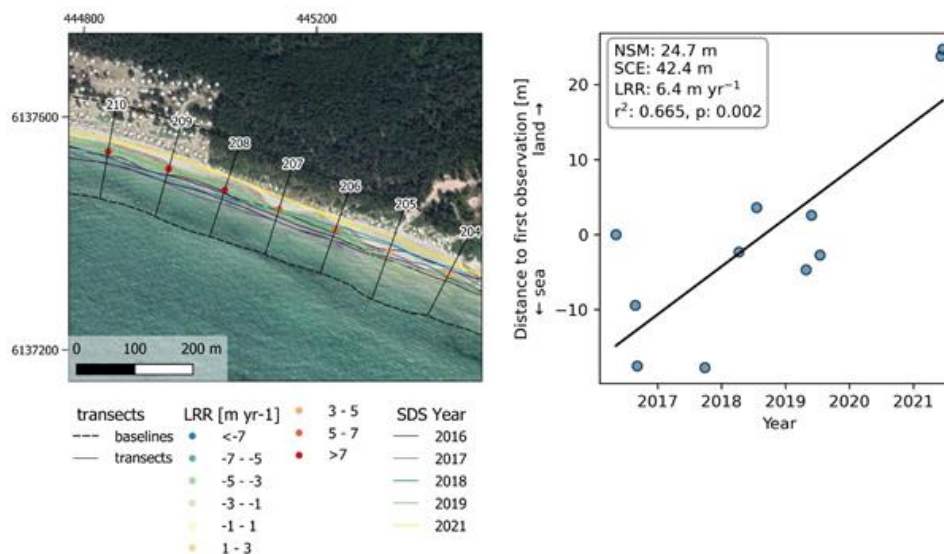 444800 445200
6137600
6137200
210
209
208
207
206
205
204
0 100 200 m
transects
baselines
transects
LRR [m yr-1]
<-7
-7 - -5
-5 - -3
-3 - -1
-1 - 1
1 - 3
3 - 5
5 - 7
>7
SDS Year
2016
2017
2018
2019
2021
NSM: 24.7 m
SCE: 42.4 m
LRR: 6.4 m yr⁻¹
r²: 0.665, p: 0.002
Distance to first observation [m]
← sea land →
20
10
0
−10
2017 2018 2019 2020 2021
Year